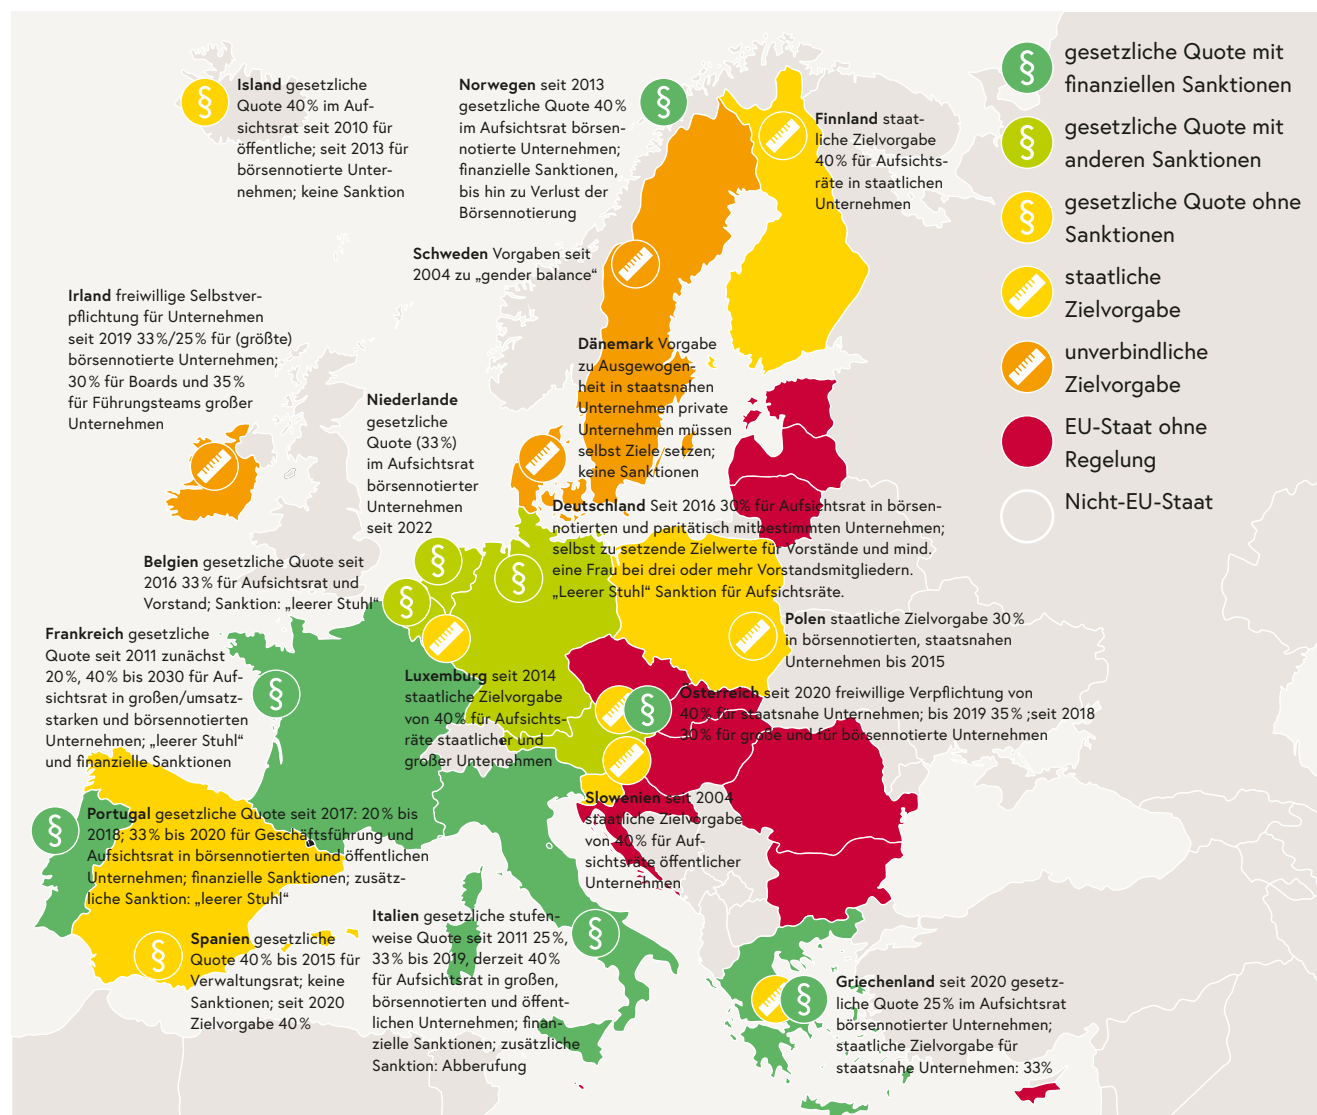 §
Island gesetzliche
Quote 40 % im Auf-
sichtsrat seit 2010 für
öffentliche; seit 2013 für
börsennotierte Unter-
nehmen; keine Sanktion
Norwegen seit 2013
gesetzliche Quote 40 %
im Aufsichtsrat börsen-
notierte Unternehmen;
finanzielle Sanktionen,
bis hin zu Verlust der
Börsennotierung
§
Finnland staat-
liche Zielvorgabe
40 % für Aufsichts-
räte in staatlichen
Unternehmen
§
gesetzliche Quote mit
finanziellen Sanktionen
§
gesetzliche Quote mit
anderen Sanktionen
§
gesetzliche Quote ohne
Sanktionen
staatliche
Zielvorgabe
unverbindliche
Zielvorgabe
EU-Staat ohne
Regelung
Nicht-EU-Staat
Schweden Vorgaben seit
2004 zu „gender balance“
Irland freiwillige Selbstver-
pflichtung für Unternehmen
seit 2019 33 %/25 % für (größte)
börsennotierte Unternehmen;
30 % für Boards und 35 %
für Führungsteams großer
Unternehmen
Dänemark Vorgabe
zu Ausgewogen-
heit in staatsnahen
Unternehmen private
Unternehmen müssen
selbst Ziele setzen;
keine Sanktionen
Niederlande
gesetzliche
Quote (33 %)
im Aufsichtsrat
börsennotierter
Unternehmen
seit 2022
§
Deutschland Seit 2016 30% für Aufsichtsrat in börsen-
notierten und paritätisch mitbestimmten Unternehmen;
selbst zu setzende Zielwerte für Vorstände und mind.
eine Frau bei drei oder mehr Vorstandsmitgliedern.
„Leerer Stuhl“ Sanktion für Aufsichtsräte.
§
Belgien gesetzliche Quote seit
2016 33 % für Aufsichtsrat und
Vorstand; Sanktion: „leerer Stuhl“
§
Polen staatliche Zielvorgabe 30 %
in börsennotierten, staatsnahen
Unternehmen bis 2015
Frankreich gesetzliche
Quote seit 2011 zunächst
20 %, 40 % bis 2030 für Auf-
sichtsrat in großen/umsatz-
starken und börsennotierten
Unternehmen; „leerer Stuhl“
und finanzielle Sanktionen
§
Luxemburg seit 2014
staatliche Zielvorgabe
von 40 % für Aufsichts-
räte staatlicher und
großer Unternehmen
§
Österreich seit 2020 freiwillige Verpflichtung von
40 % für staatsnahe Unternehmen; bis 2019 35 % ;seit 2018
30 % für große und für börsennotierte Unternehmen
Slowenien seit 2004
staatliche Zielvorgabe
von 40 % für Auf-
sichtsräte öffentlicher
Unternehmen
§
Portugal gesetzliche Quote seit 2017: 20 % bis
2018; 33 % bis 2020 für Geschäftsführung und
Aufsichtsrat in börsennotierten und öffentlichen
Unternehmen; finanzielle Sanktionen; zusätz-
liche Sanktion: „leerer Stuhl“
§
Spanien gesetzliche
Quote 40 % bis 2015 für
Verwaltungsrat; keine
Sanktionen; seit 2020
Zielvorgabe 40 %
Italien gesetzliche stufen-
weise Quote seit 2011 25 %,
33 % bis 2019, derzeit 40 %
für Aufsichtsrat in großen,
börsennotierten und öffent-
lichen Unternehmen; finan-
zielle Sanktionen; zusätzliche
Sanktion: Abberufung
§
§
Griechenland seit 2020 gesetz-
liche Quote 25 % im Aufsichtsrat
börsennotierter Unternehmen;
staatliche Zielvorgabe für
staatsnahe Unternehmen: 33%